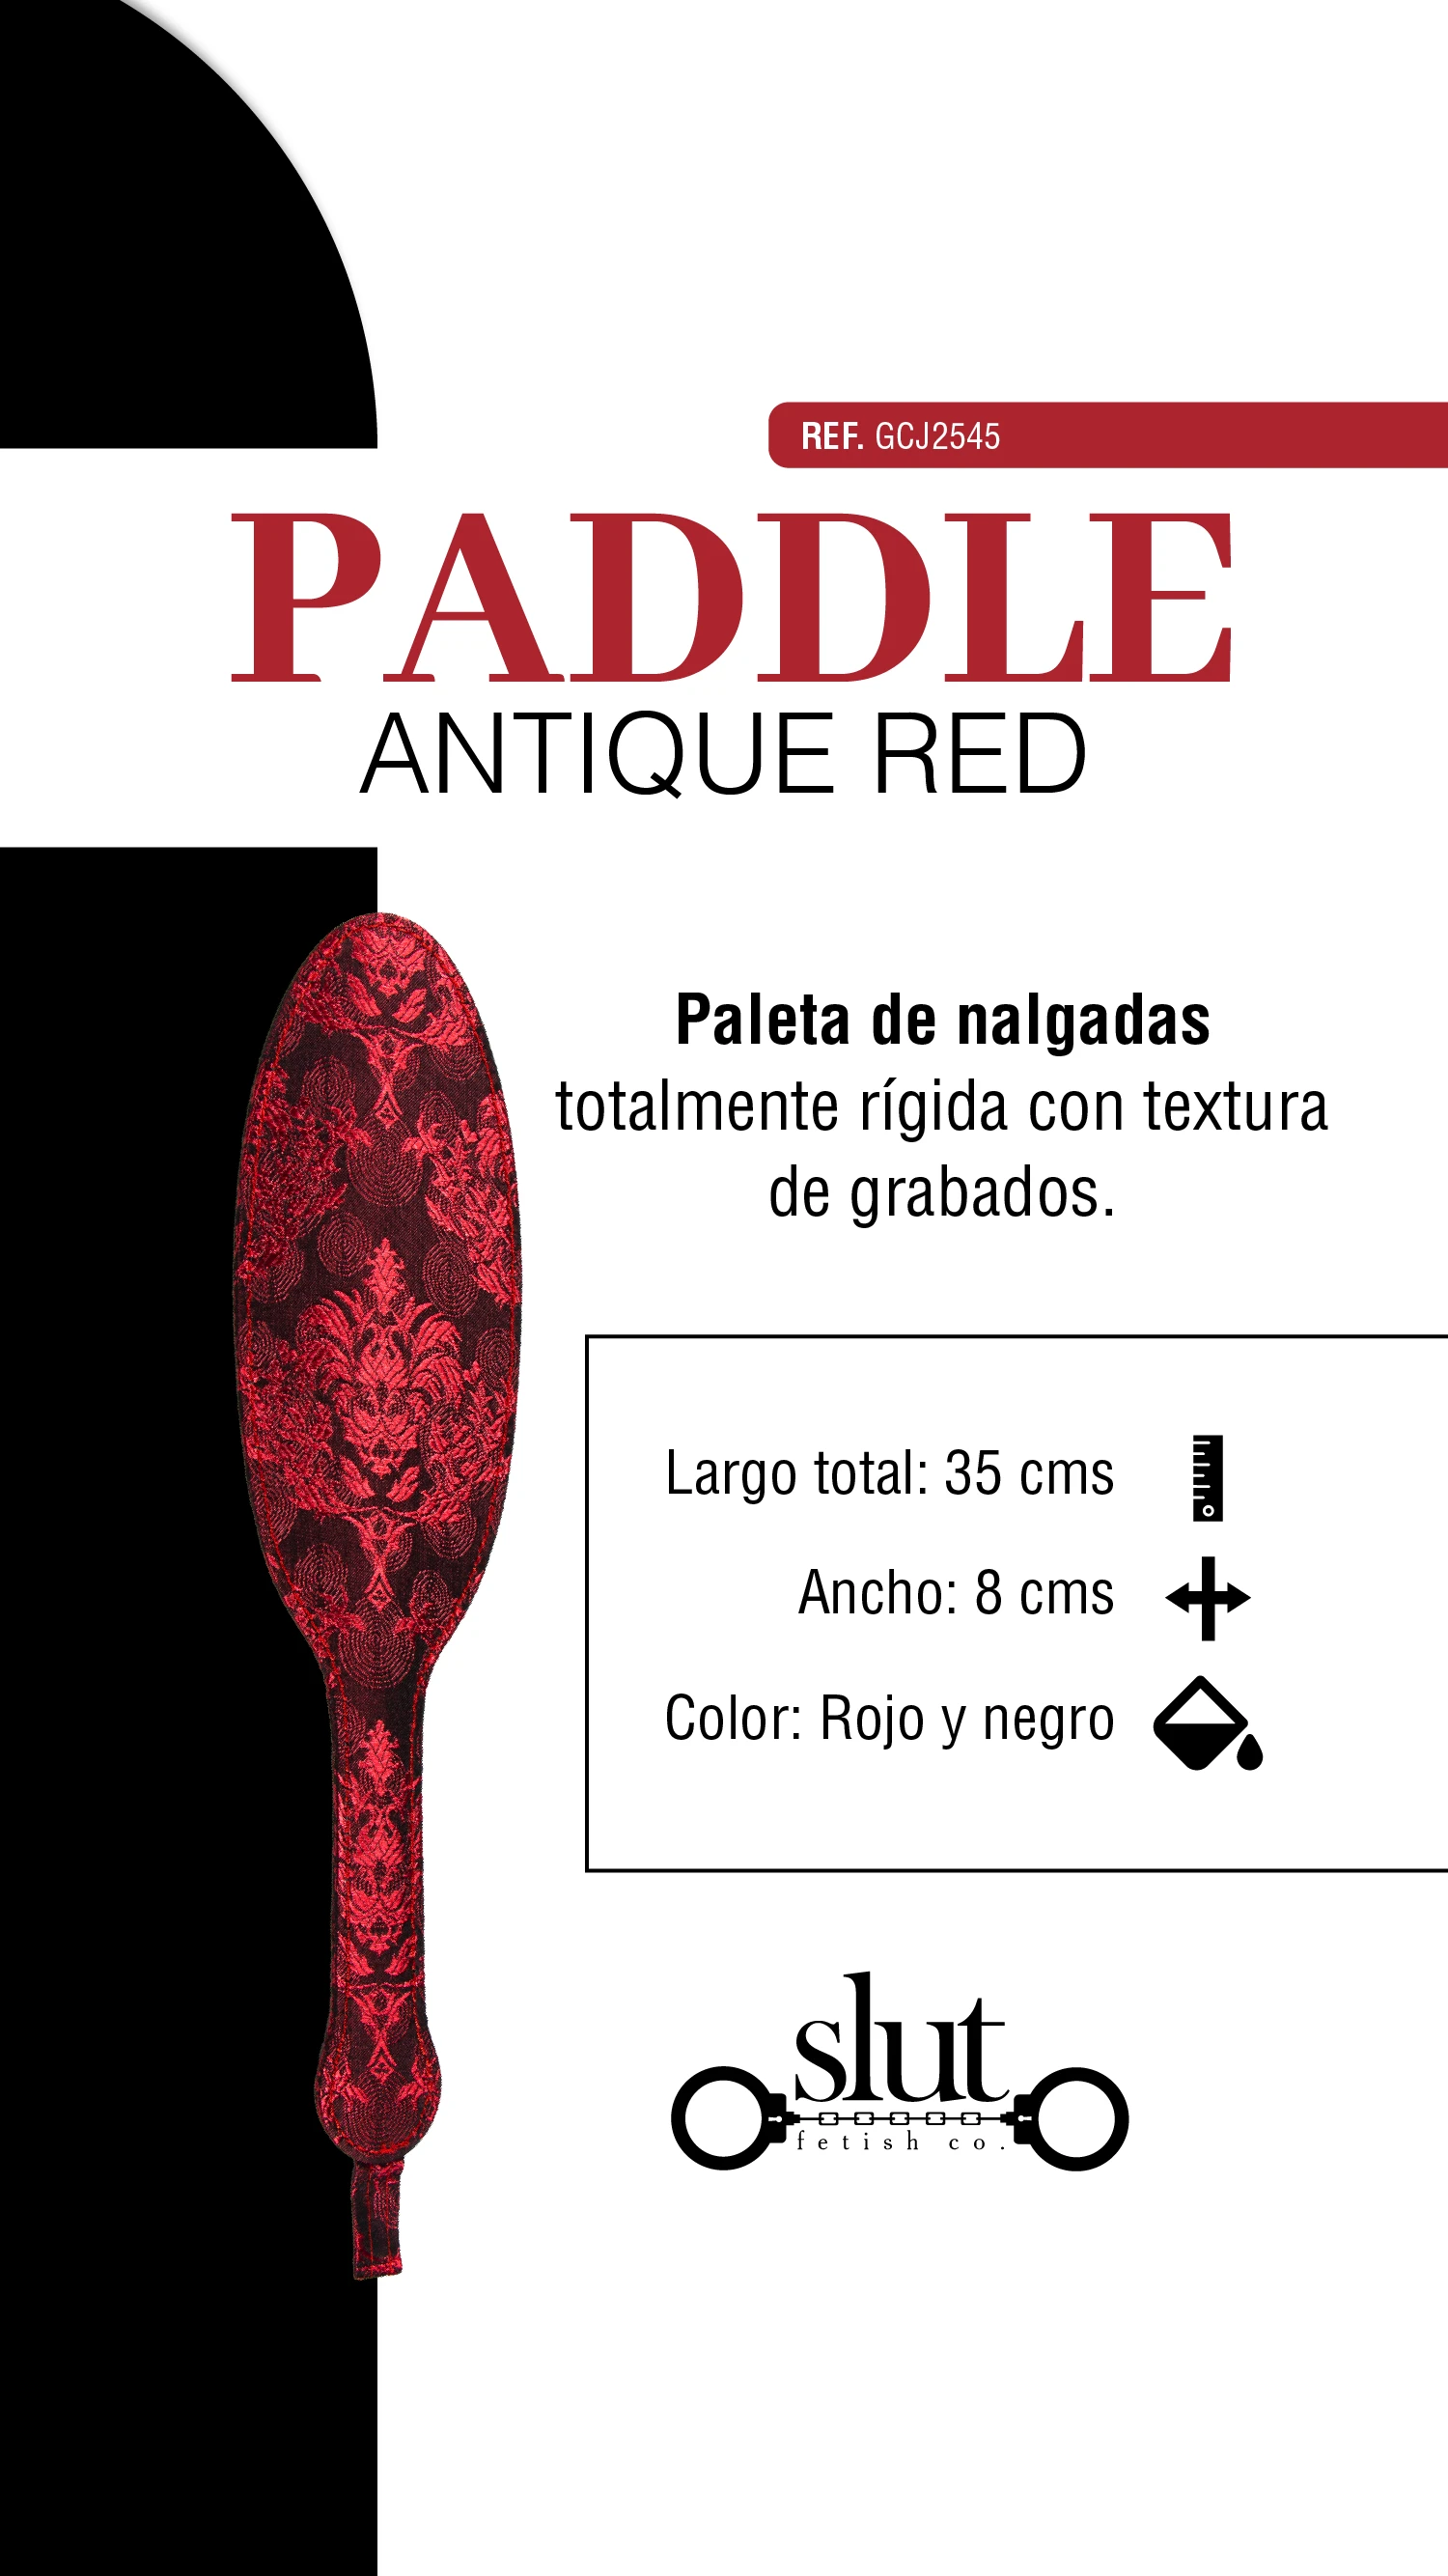 REF. GCJ2545
PADDLE
ANTIQUE RED
Paleta de nalgadas
totalmente rígida con textura
de grabados.
Largo total: 35 cms
Ancho: 8 cms
Color: Rojo y negro
slut
fetish co.